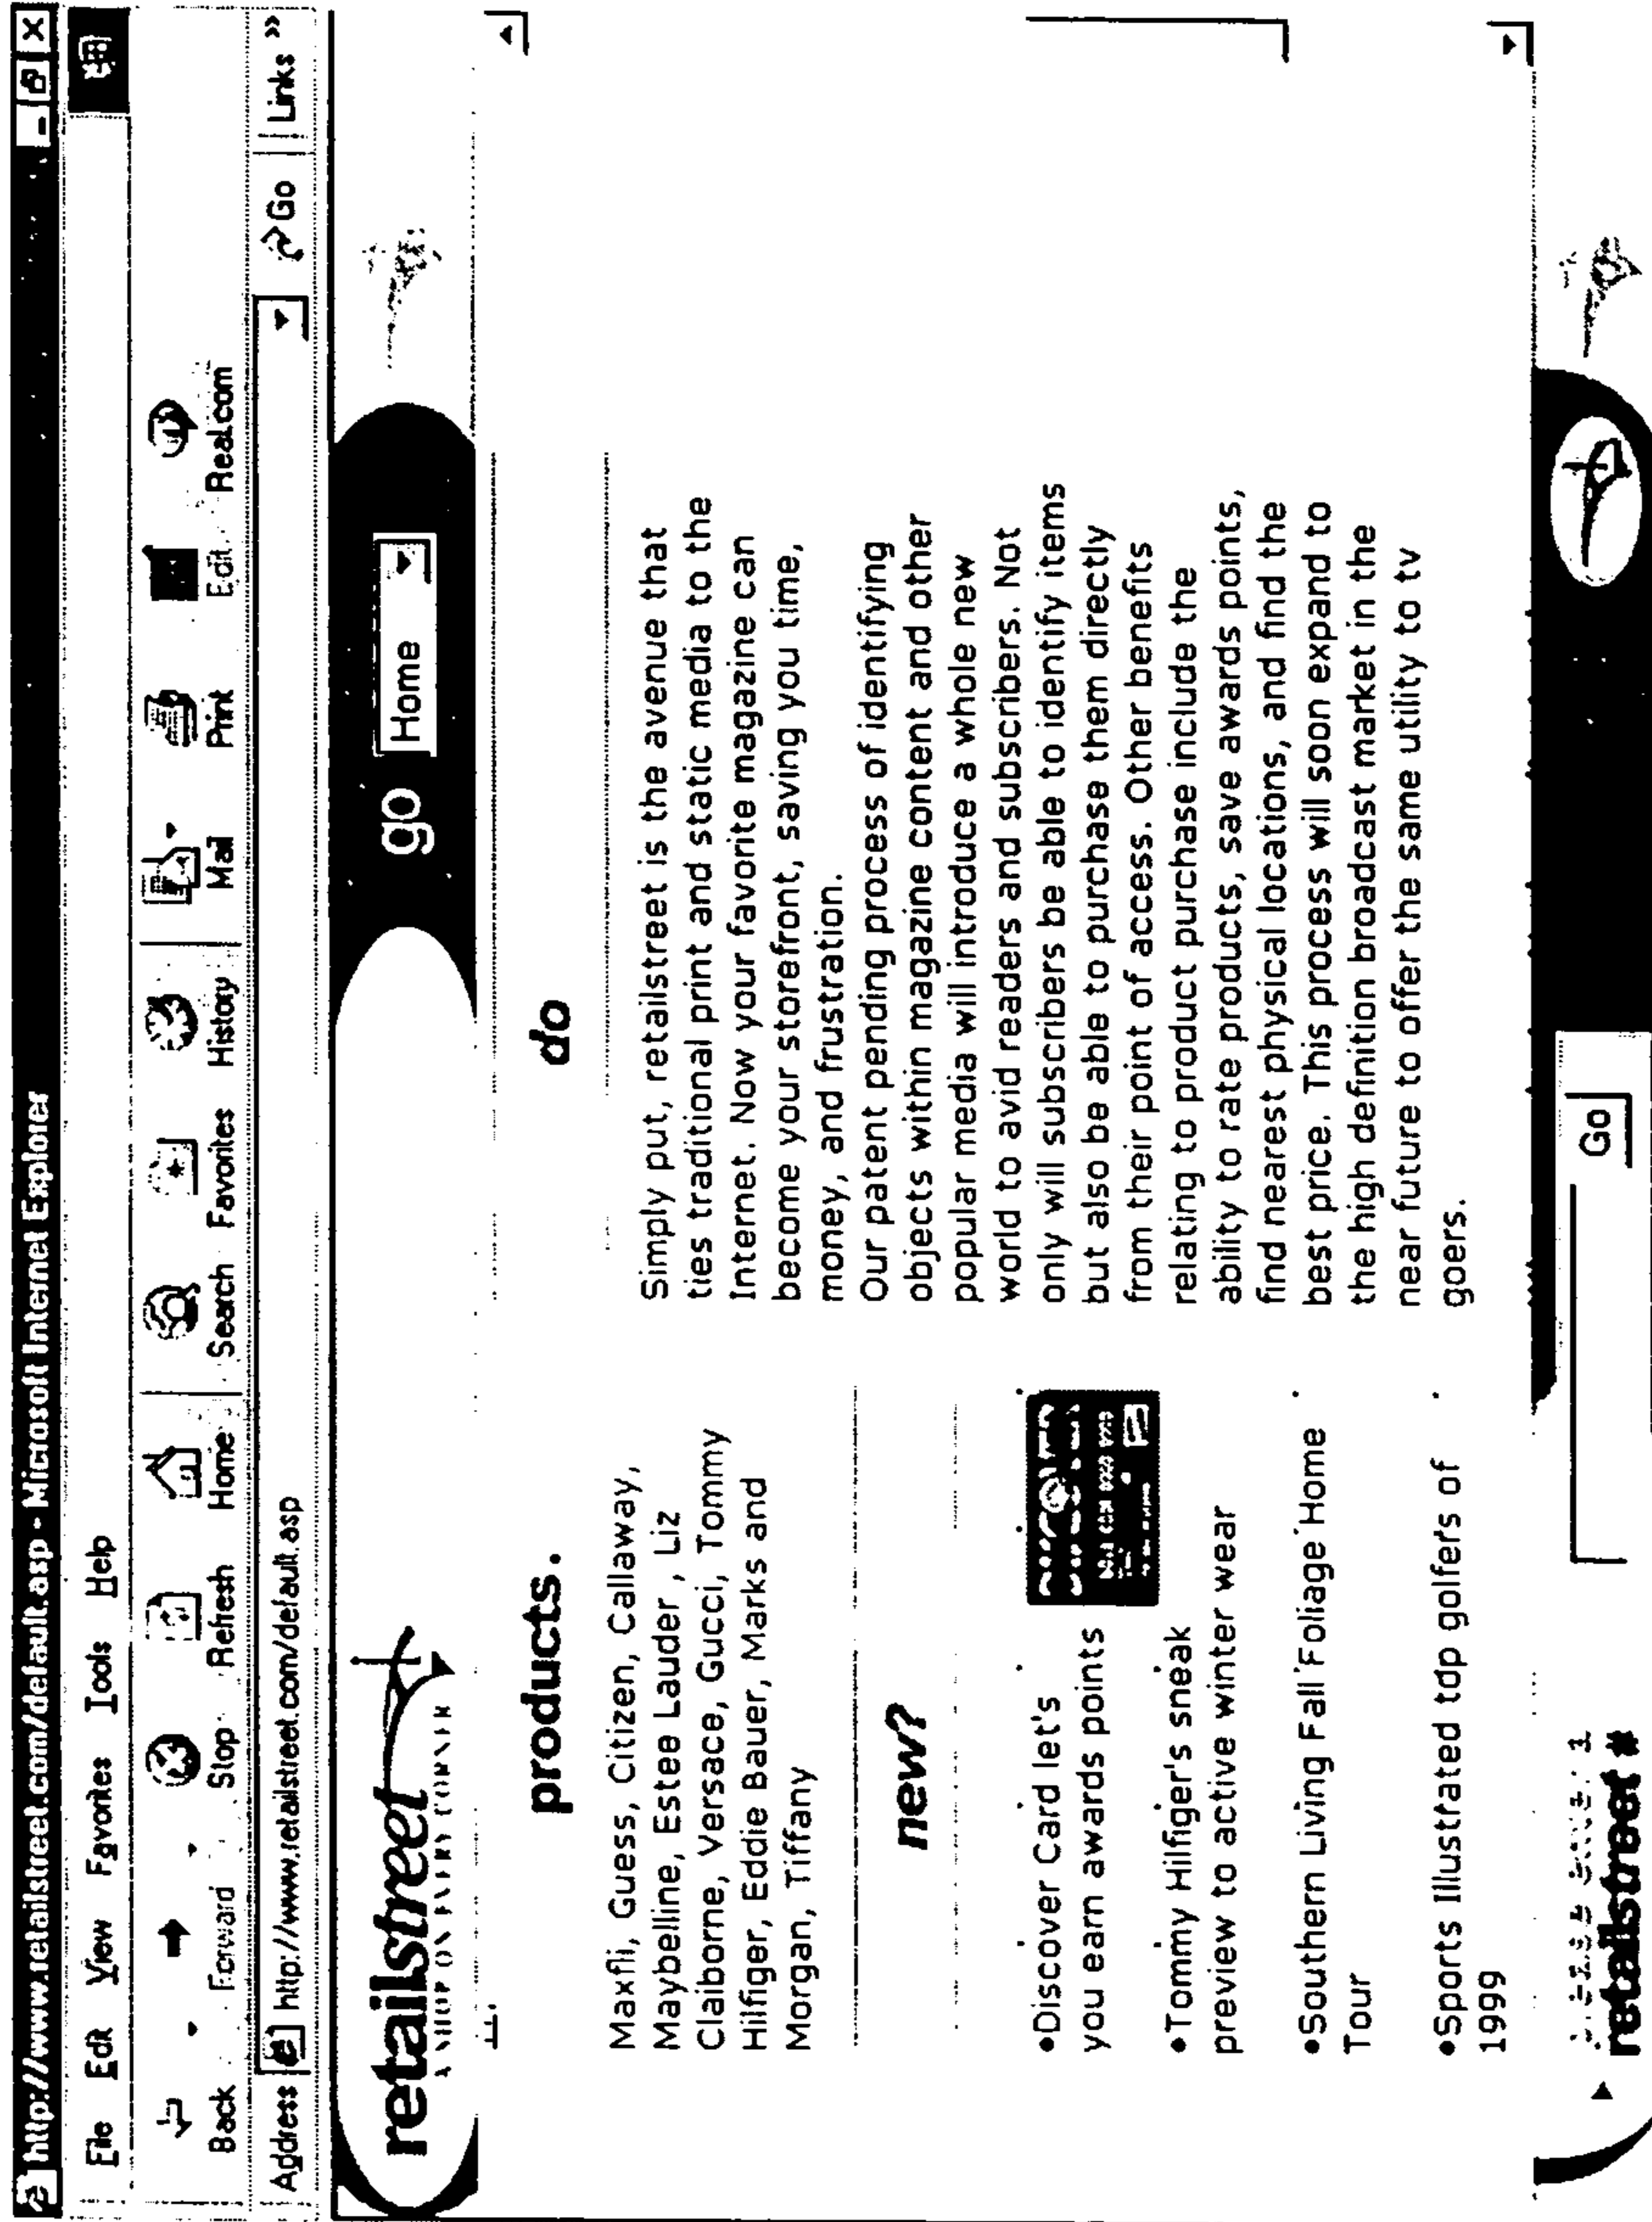 http://www.retailstreet.com/default.asp - Microsoft Internet Explorer
File Edit View Favorites Tools Help
Back Forward Stop Refresh Home Search Favorites History Mail Print Edit Real.com
Address http://www.retailstreet.com/default.asp Go Links »
retailstreet
A SHOP ON EVERY CORNER
go Home
products.
Maxfli, Guess, Citizen, Callaway,
Maybelline, Estee Lauder , Liz
Claiborne, Versace, Gucci, Tommy
Hilfiger, Eddie Bauer, Marks and
Morgan, Tiffany
new?
•Discover Card let's
you earn awards points
•Tommy Hilfiger's sneak
preview to active winter wear
•Southern Living Fall Foliage Home
Tour
•Sports Illustrated top golfers of
1999
do
Simply put, retailstreet is the avenue that
ties traditional print and static media to the
Internet. Now your favorite magazine can
become your storefront, saving you time,
money, and frustration.
Our patent pending process of identifying
objects within magazine content and other
popular media will introduce a whole new
world to avid readers and subscribers. Not
only will subscribers be able to identify items
but also be able to purchase them directly
from their point of access. Other benefits
relating to product purchase include the
ability to rate products, save awards points,
find nearest physical locations, and find the
best price. This process will soon expand to
the high definition broadcast market in the
near future to offer the same utility to tv
goers.
retailstreet #
Go